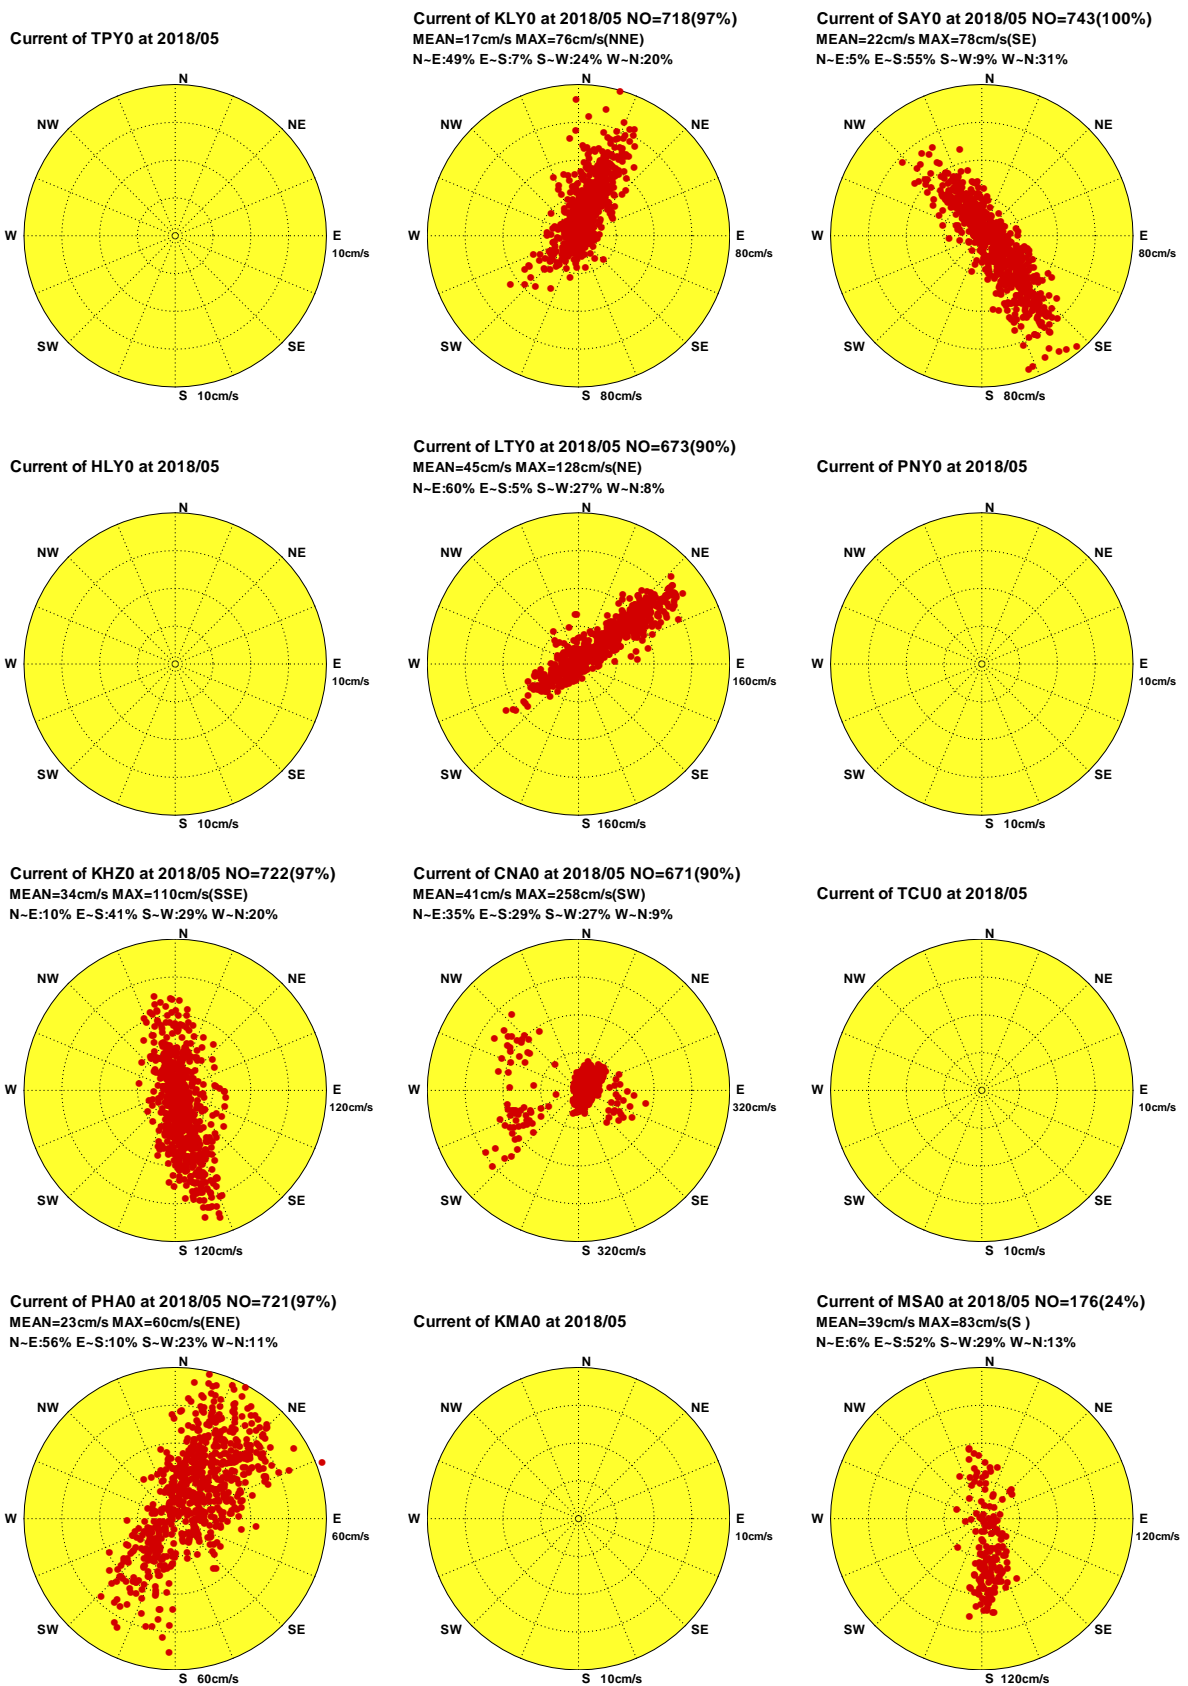 Current of TPY0 at 2018/05
N
NW
NE
W
E
10cm/s
SW
SE
S 10cm/s
Current of KLY0 at 2018/05 NO=718(97%)
MEAN=17cm/s MAX=76cm/s(NNE)
N~E:49% E~S:7% S~W:24% W~N:20%
N
NW
NE
W
E
80cm/s
SW
SE
S 80cm/s
Current of SAY0 at 2018/05 NO=743(100%)
MEAN=22cm/s MAX=78cm/s(SE)
N~E:5% E~S:55% S~W:9% W~N:31%
N
NW
NE
W
E
80cm/s
SW
SE
S 80cm/s
Current of HLY0 at 2018/05
N
NW
NE
W
E
10cm/s
SW
SE
S 10cm/s
Current of LTY0 at 2018/05 NO=673(90%)
MEAN=45cm/s MAX=128cm/s(NE)
N~E:60% E~S:5% S~W:27% W~N:8%
N
NW
NE
W
E
160cm/s
SW
SE
S 160cm/s
Current of PNY0 at 2018/05
N
NW
NE
W
E
10cm/s
SW
SE
S 10cm/s
Current of KHZ0 at 2018/05 NO=722(97%)
MEAN=34cm/s MAX=110cm/s(SSE)
N~E:10% E~S:41% S~W:29% W~N:20%
N
NW
NE
W
E
120cm/s
SW
SE
S 120cm/s
Current of CNA0 at 2018/05 NO=671(90%)
MEAN=41cm/s MAX=258cm/s(SW)
N~E:35% E~S:29% S~W:27% W~N:9%
N
NW
NE
W
E
320cm/s
SW
SE
S 320cm/s
Current of TCU0 at 2018/05
N
NW
NE
W
E
10cm/s
SW
SE
S 10cm/s
Current of PHA0 at 2018/05 NO=721(97%)
MEAN=23cm/s MAX=60cm/s(ENE)
N~E:56% E~S:10% S~W:23% W~N:11%
N
NW
NE
W
E
60cm/s
SW
SE
S 60cm/s
Current of KMA0 at 2018/05
N
NW
NE
W
E
10cm/s
SW
SE
S 10cm/s
Current of MSA0 at 2018/05 NO=176(24%)
MEAN=39cm/s MAX=83cm/s(S )
N~E:6% E~S:52% S~W:29% W~N:13%
N
NW
NE
W
E
120cm/s
SW
SE
S 120cm/s